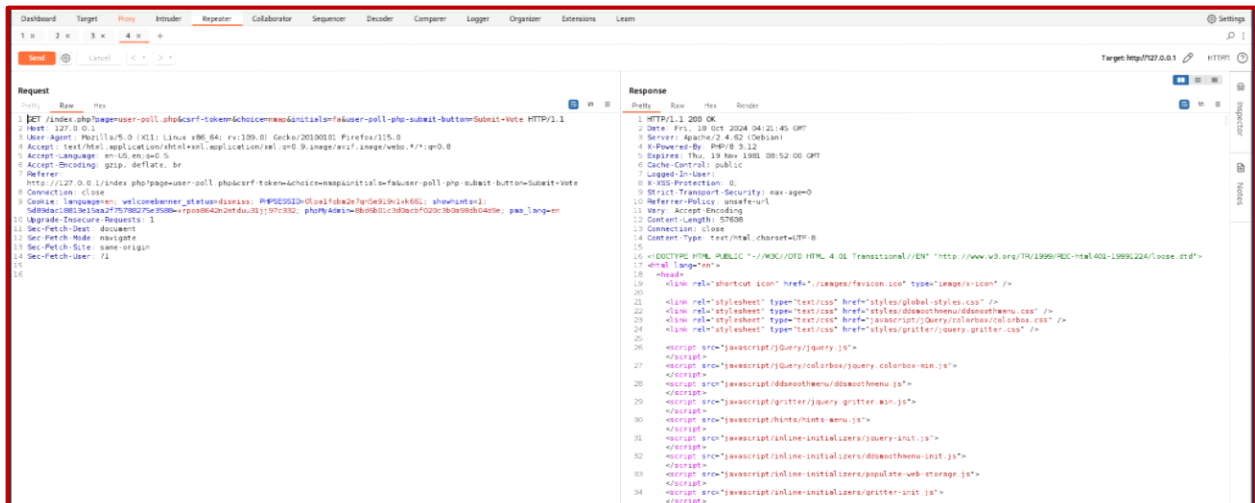 Dashboard Target Proxy Intruder Repeater Collaborator Sequencer Decoder Comparer Logger Organizer Extensions Learn Settings
1 × 2 × 3 × 4 × +
Send Cancel < > Target: http://127.0.0.1 HTTP/1
Request
Pretty Raw Hex
1 GET /index.php?page=user-poll.php&csrf-token=&choice=nmap&initials=fa&user-poll-php-submit-button=Submit+Vote HTTP/1.1
2 Host: 127.0.0.1
3 User-Agent: Mozilla/5.0 (X11; Linux x86_64; rv:109.0) Gecko/20100101 Firefox/115.0
4 Accept: text/html,application/xhtml+xml,application/xml;q=0.9,image/avif,image/webp,*/*;q=0.8
5 Accept-Language: en-US,en;q=0.5
6 Accept-Encoding: gzip, deflate, br
7 Referer:
http://127.0.0.1/index.php?page=user-poll.php&csrf-token=&choice=nmap&initials=fa&user-poll-php-submit-button=Submit+Vote
8 Connection: close
9 Cookie: language=en; welcomebanner_status=dismiss; showhints=1;
pma_lang=en
10 Upgrade-Insecure-Requests: 1
11 Sec-Fetch-Dest: document
12 Sec-Fetch-Mode: navigate
13 Sec-Fetch-Site: same-origin
14 Sec-Fetch-User: ?1
15
16
Response
Pretty Raw Hex Render
1 HTTP/1.1 200 OK
2 Date: Fri, 18 Oct 2024 04:21:45 GMT
3 Server: Apache/2.4.62 (Debian)
4 X-Powered-By: PHP/8.3.12
5 Expires: Thu, 19 Nov 1981 08:52:00 GMT
6 Cache-Control: public
7 Logged-In-User:
8 X-XSS-Protection: 0;
9 Strict-Transport-Security: max-age=0
10 Referrer-Policy: unsafe-url
11 Vary: Accept-Encoding
12 Content-Length: 57608
13 Connection: close
14 Content-Type: text/html;charset=UTF-8
15
16 <!DOCTYPE HTML PUBLIC "-//W3C//DTD HTML 4.01 Transitional//EN" "http://www.w3.org/TR/1999/REC-html401-19991224/loose.dtd">
17 <html lang="en">
18 <head>
19 <link rel="shortcut icon" href="./images/favicon.ico" type="image/x-icon" />
20
21 <link rel="stylesheet" type="text/css" href="styles/global-styles.css" />
22 <link rel="stylesheet" type="text/css" href="styles/ddsmoothmenu/ddsmoothmenu.css" />
23 <link rel="stylesheet" type="text/css" href="javascript/jQuery/colorbox/colorbox.css" />
24 <link rel="stylesheet" type="text/css" href="styles/gritter/jquery.gritter.css" />
25
26 <script src="javascript/jQuery/jquery.js">
</script>
27 <script src="javascript/jQuery/colorbox/jquery.colorbox-min.js">
</script>
28 <script src="javascript/ddsmoothmenu/ddsmoothmenu.js">
</script>
29 <script src="javascript/gritter/jquery.gritter.min.js">
</script>
30 <script src="javascript/hints/hints-menu.js">
</script>
31 <script src="javascript/inline-initializers/jquery-init.js">
</script>
32 <script src="javascript/inline-initializers/ddsmoothmenu-init.js">
</script>
33 <script src="javascript/inline-initializers/populate-web-storage.js">
</script>
34 <script src="javascript/inline-initializers/gritter-init.js">
</script>
Inspector
Notes